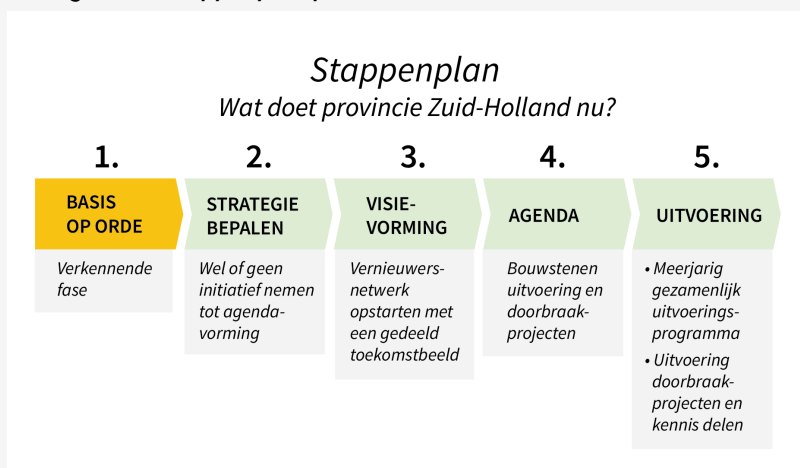 Stappenplan
Wat doet provincie Zuid-Holland nu?
1.
BASIS
OP ORDE
Verkennende
fase
2.
STRATEGIE
BEPALEN
Wel of geen
initiatief nemen
tot agenda-
vorming
3.
VISIE-
VORMING
Vernieuwers-
netwerk
opstarten met
een gedeeld
toekomstbeeld
4.
AGENDA
Bouwstenen
uitvoering en
doorbraak-
projecten
5.
UITVOERING
• Meerjarig
gezamenlijk
uitvoerings-
programma
• Uitvoering
doorbraak-
projecten en
kennis delen